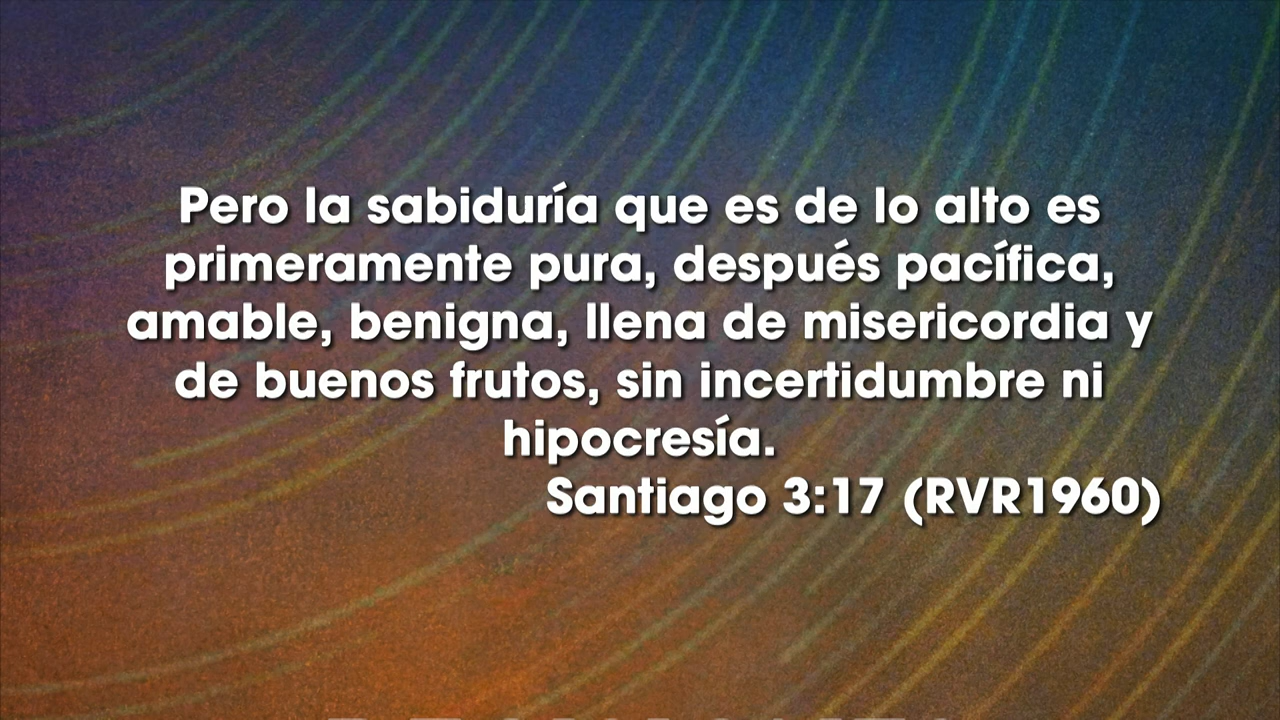 Pero la sabiduría que es de lo alto es
primeramente pura, después pacífica,
amable, benigna, llena de misericordia y
de buenos frutos, sin incertidumbre ni
hipocresía.
Santiago 3:17 (RVR1960)